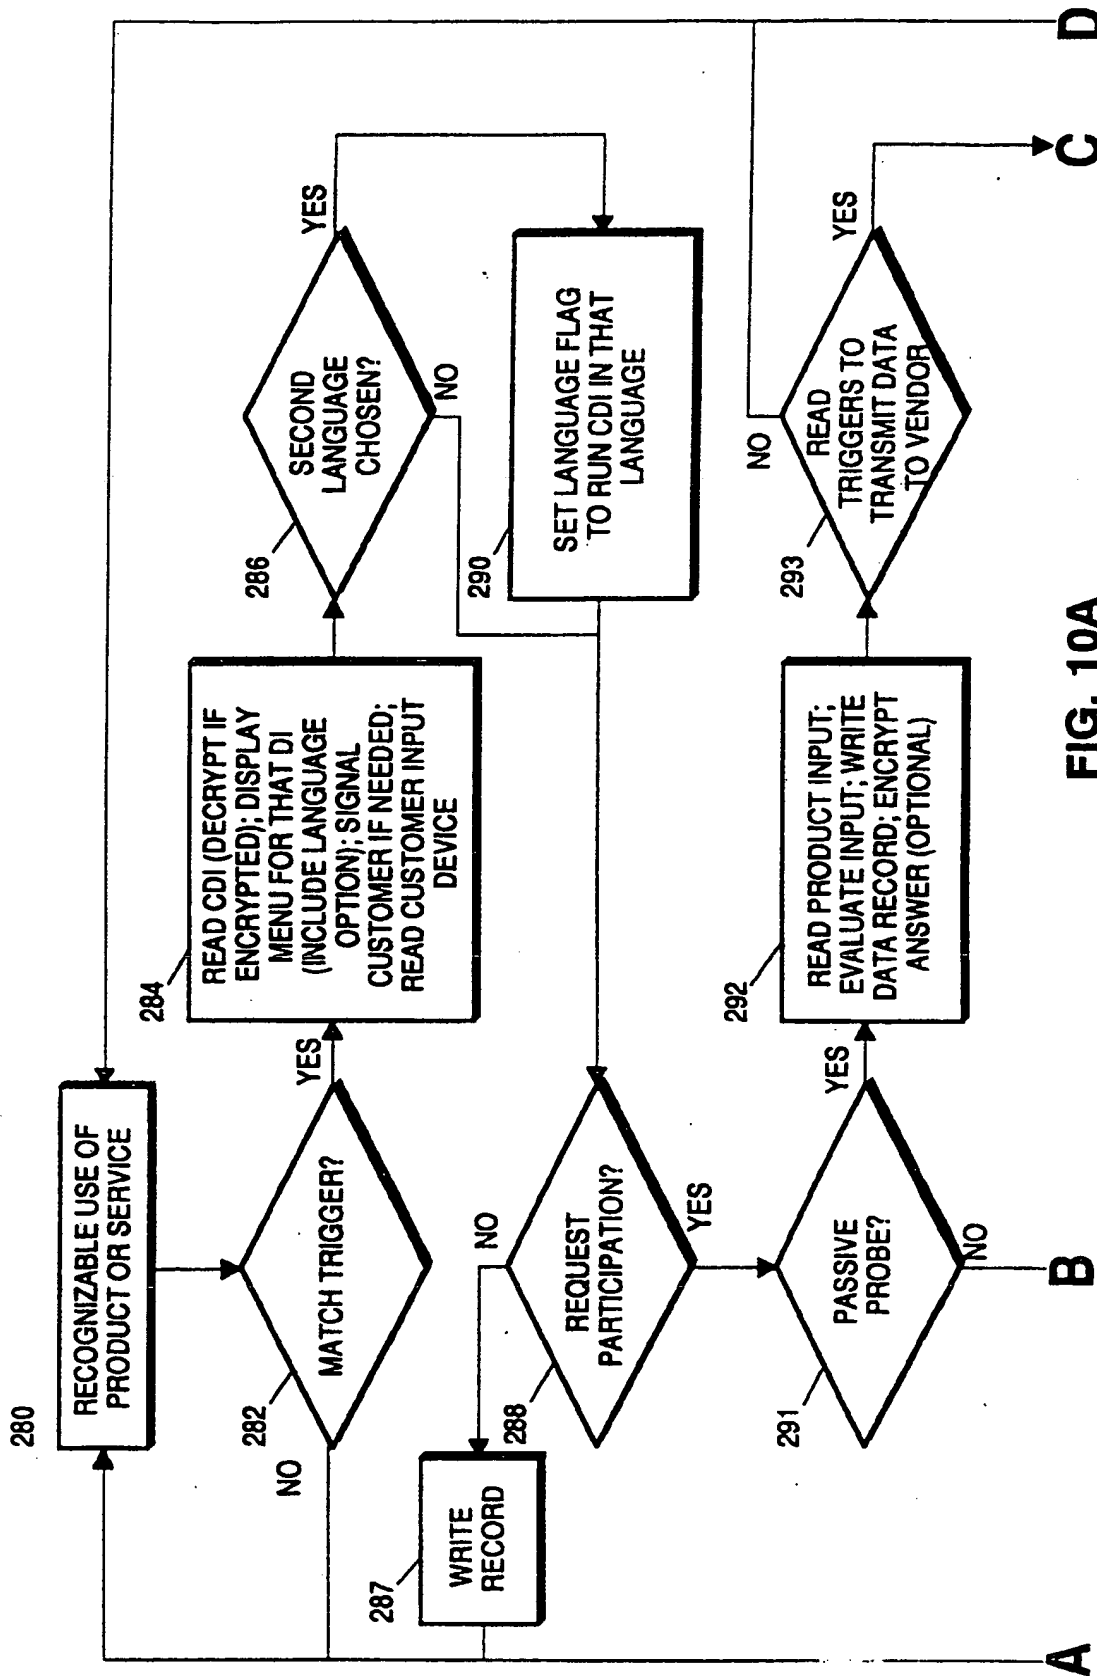 280
RECOGNIZABLE USE OF
PRODUCT OR SERVICE
282
MATCH TRIGGER?
NO
YES
284
READ CDI (DECRYPT IF
ENCRYPTED); DISPLAY
MENU FOR THAT DI
(INCLUDE LANGUAGE
OPTION); SIGNAL
CUSTOMER IF NEEDED;
READ CUSTOMER INPUT
DEVICE
286
SECOND
LANGUAGE
CHOSEN?
YES
NO
290
SET LANGUAGE FLAG
TO RUN CDI IN THAT
LANGUAGE
287
WRITE
RECORD
288
REQUEST
PARTICIPATION?
NO
YES
291
PASSIVE
PROBE?
YES
NO
292
READ PRODUCT INPUT;
EVALUATE INPUT; WRITE
DATA RECORD; ENCRYPT
ANSWER (OPTIONAL)
293
READ
TRIGGERS TO
TRANSMIT DATA
TO VENDOR
NO
YES
A
B
C
D
FIG. 10A